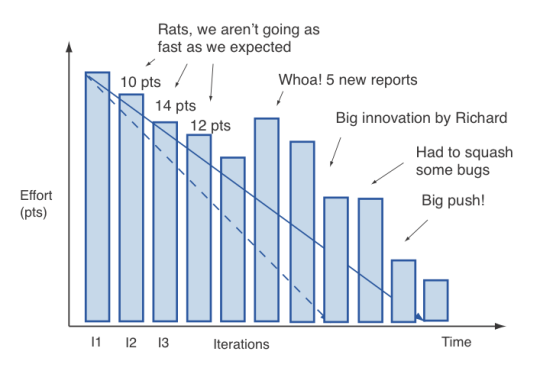 Rats, we aren’t going as
fast as we expected
10 pts
14 pts
12 pts
Whoa! 5 new reports
Big innovation by Richard
Had to squash
some bugs
Big push!
Effort
(pts)
I1
I2
I3
Iterations
Time